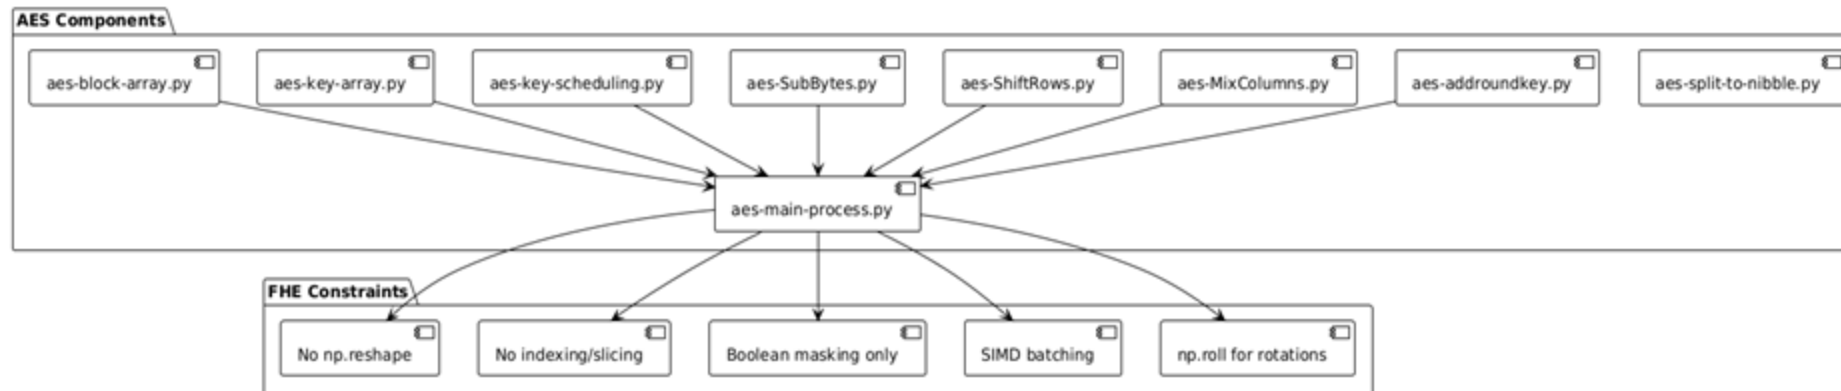 AES Components
aes-block-array.py
aes-key-array.py
aes-key-scheduling.py
aes-SubBytes.py
aes-ShiftRows.py
aes-MixColumns.py
aes-addroundkey.py
aes-split-to-nibble.py
aes-main-process.py
FHE Constraints
No np.reshape
No indexing/slicing
Boolean masking only
SIMD batching
np.roll for rotations